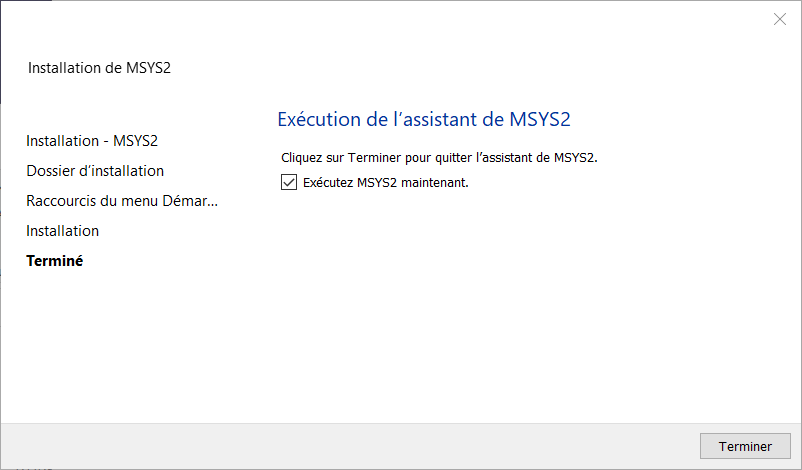 Installation de MSYS2
Installation - MSYS2
Dossier d’installation
Raccourcis du menu Démar...
Installation
Terminé
Exécution de l’assistant de MSYS2
Cliquez sur Terminer pour quitter l’assistant de MSYS2.
Exécutez MSYS2 maintenant.
Terminer